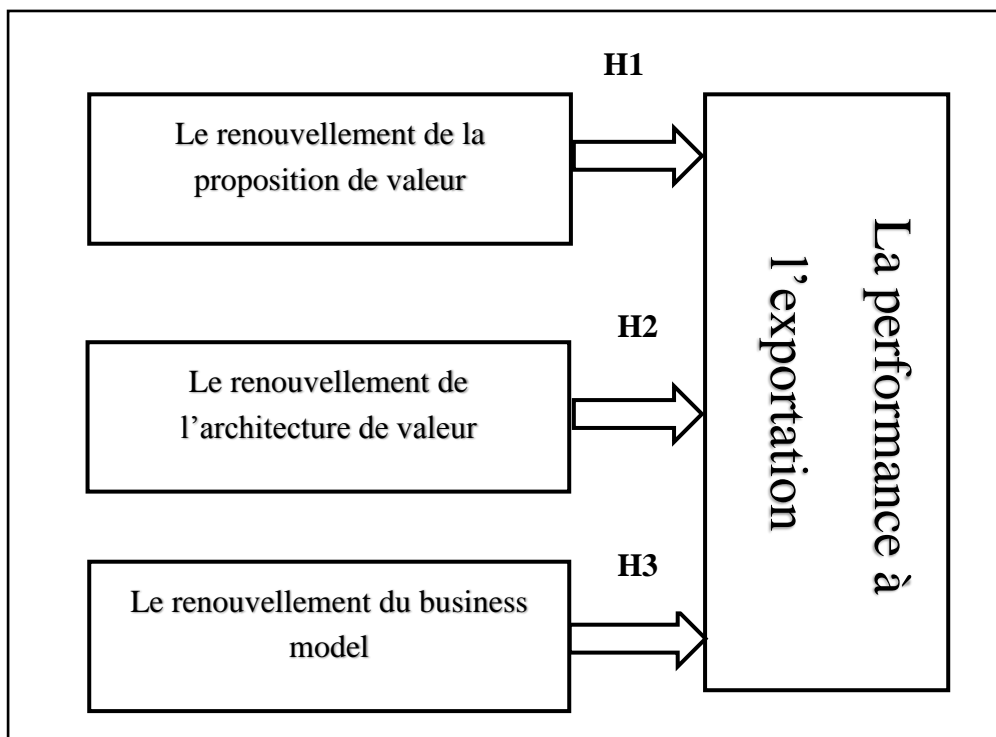 H1
Le renouvellement de la
proposition de valeur
H2
Le renouvellement de
l’architecture de valeur
H3
Le renouvellement du business
model
La performance à
l’exportation